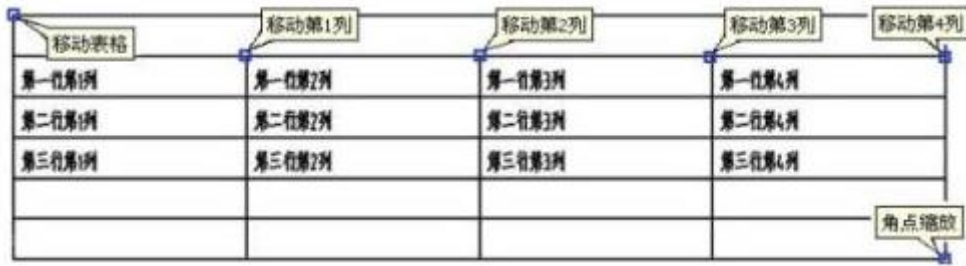 移动第1列 移动第2列 移动第3列 移动第4列
移动表格
第一行第1列 第一行第2列 第一行第3列 第一行第4列
第二行第1列 第二行第2列 第二行第3列 第二行第4列
第三行第1列 第三行第2列 第三行第3列 第三行第4列
角点缩放